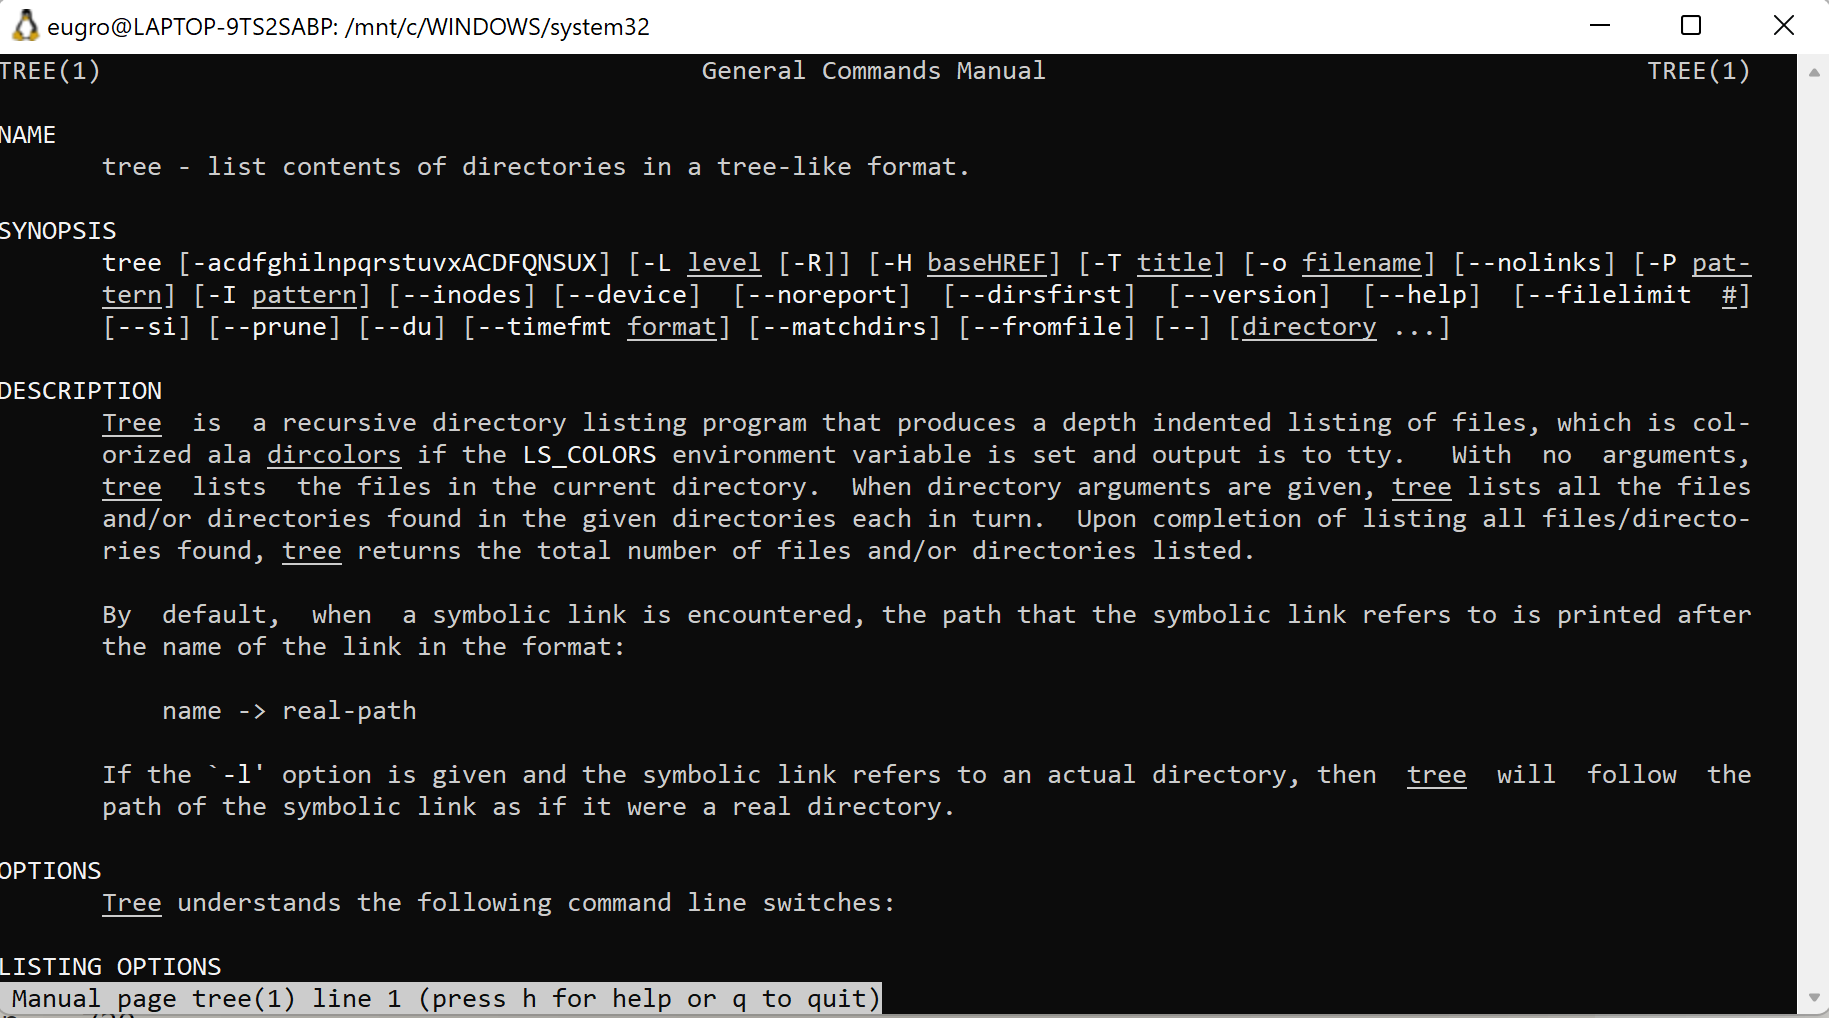 eugro@LAPTOP-9TS2SABP: /mnt/c/WINDOWS/system32
TREE(1) General Commands Manual TREE(1)
NAME
tree - list contents of directories in a tree-like format.
SYNOPSIS
tree [-acdfghilnpqrstuvxACDFQNSUX] [-L level [-R]] [-H baseHREF] [-T title] [-o filename] [--nolinks] [-P pat-
tern] [-I pattern] [--inodes] [--device] [--noreport] [--dirsfirst] [--version] [--help] [--filelimit #]
[--si] [--prune] [--du] [--timefmt format] [--matchdirs] [--fromfile] [--] [directory ...]
DESCRIPTION
Tree is a recursive directory listing program that produces a depth indented listing of files, which is col-
orized ala dircolors if the LS_COLORS environment variable is set and output is to tty. With no arguments,
tree lists the files in the current directory. When directory arguments are given, tree lists all the files
and/or directories found in the given directories each in turn. Upon completion of listing all files/directo-
ries found, tree returns the total number of files and/or directories listed.
By default, when a symbolic link is encountered, the path that the symbolic link refers to is printed after
the name of the link in the format:
name -> real-path
If the `-l' option is given and the symbolic link refers to an actual directory, then tree will follow the
path of the symbolic link as if it were a real directory.
OPTIONS
Tree understands the following command line switches:
LISTING OPTIONS
Manual page tree(1) line 1 (press h for help or q to quit)